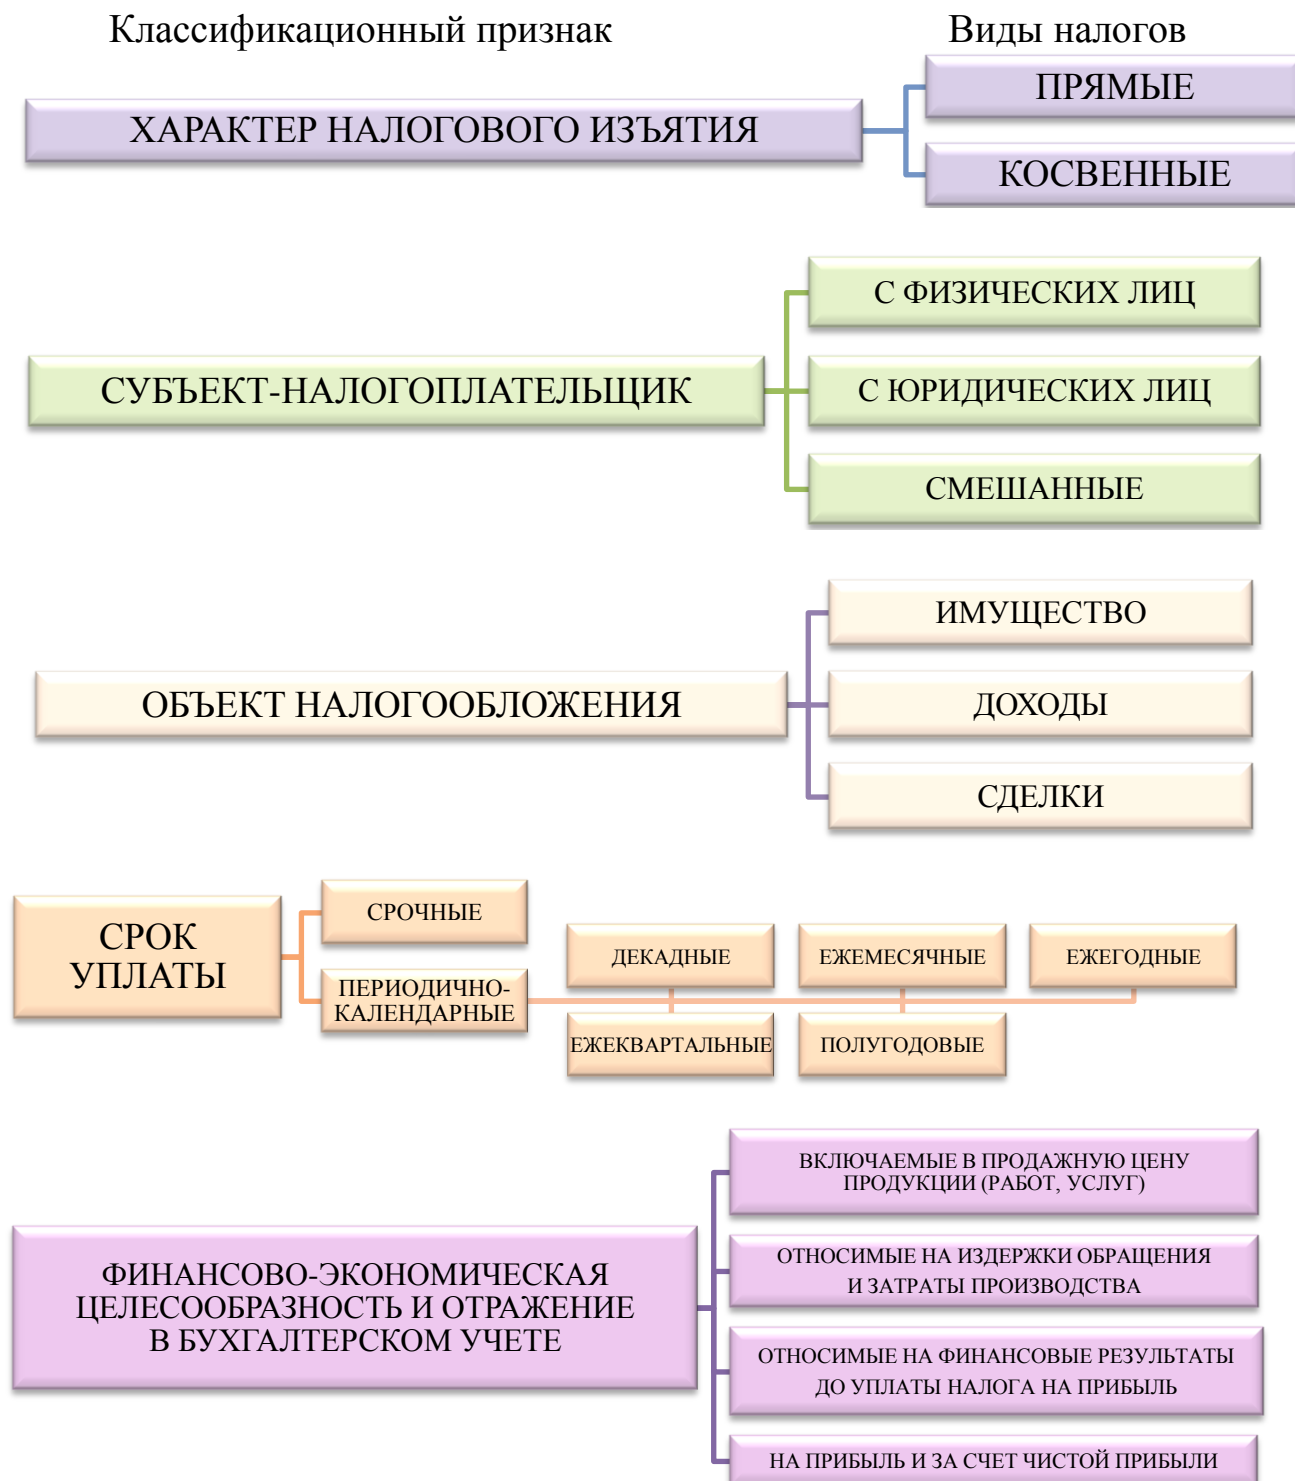 Классификационный признак
Виды налогов
ХАРАКТЕР НАЛОГОВОГО ИЗЪЯТИЯ
ПРЯМЫЕ
КОСВЕННЫЕ
СУБЪЕКТ-НАЛОГОПЛАТЕЛЬЩИК
С ФИЗИЧЕСКИХ ЛИЦ
С ЮРИДИЧЕСКИХ ЛИЦ
СМЕШАННЫЕ
ОБЪЕКТ НАЛОГООБЛОЖЕНИЯ
ИМУЩЕСТВО
ДОХОДЫ
СДЕЛКИ
СРОК
УПЛАТЫ
СРОЧНЫЕ
ПЕРИОДИЧНО-
КАЛЕНДАРНЫЕ
ДЕКАДНЫЕ
ЕЖЕМЕСЯЧНЫЕ
ЕЖЕГОДНЫЕ
ЕЖЕКВАРТАЛЬНЫЕ
ПОЛУГОДОВЫЕ
ФИНАНСОВО-ЭКОНОМИЧЕСКАЯ
ЦЕЛЕСООБРАЗНОСТЬ И ОТРАЖЕНИЕ
В БУХГАЛТЕРСКОМ УЧЕТЕ
ВКЛЮЧАЕМЫЕ В ПРОДАЖНУЮ ЦЕНУ
ПРОДУКЦИИ (РАБОТ, УСЛУГ)
ОТНОСИМЫЕ НА ИЗДЕРЖКИ ОБРАЩЕНИЯ
И ЗАТРАТЫ ПРОИЗВОДСТВА
ОТНОСИМЫЕ НА ФИНАНСОВЫЕ РЕЗУЛЬТАТЫ
ДО УПЛАТЫ НАЛОГА НА ПРИБЫЛЬ
НА ПРИБЫЛЬ И ЗА СЧЕТ ЧИСТОЙ ПРИБЫЛИ